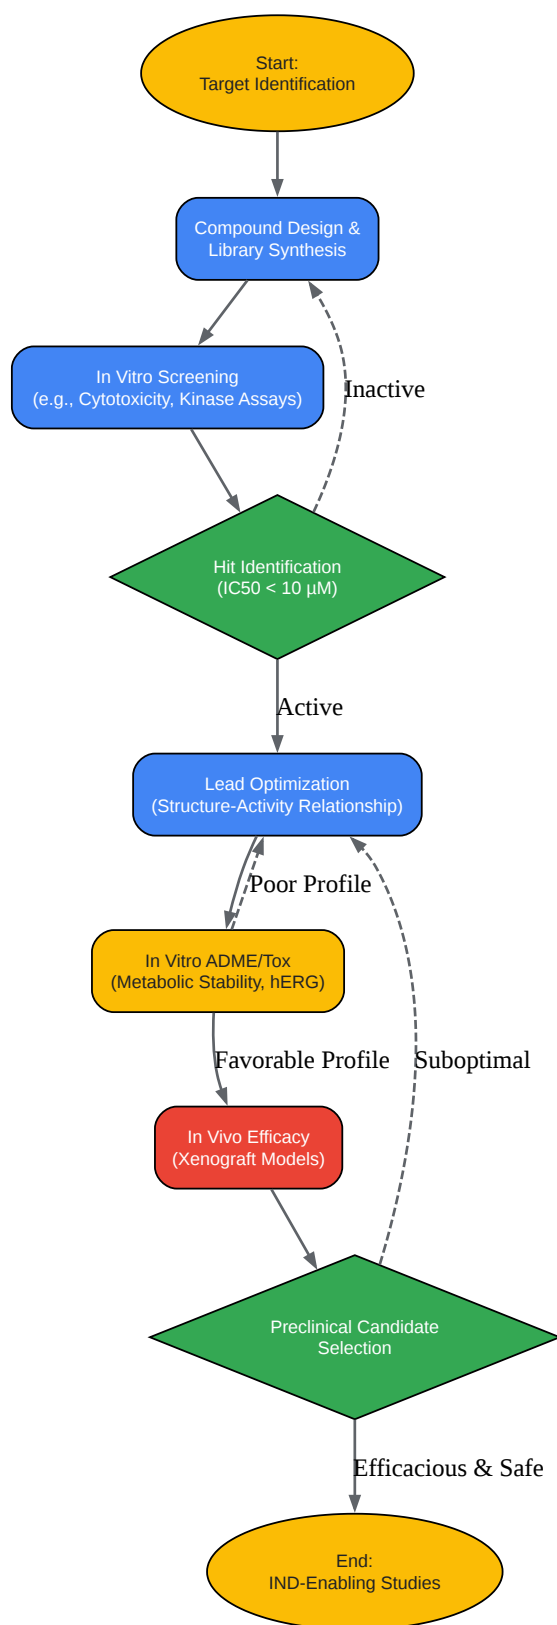 Start:
Target Identification
Compound Design &
Library Synthesis
In Vitro Screening
(e.g., Cytotoxicity, Kinase Assays)
Inactive
Hit Identification
(IC50 < 10 µM)
Active
Lead Optimization
(Structure-Activity Relationship)
Poor Profile
In Vitro ADME/Tox
(Metabolic Stability, hERG)
Favorable Profile
Suboptimal
In Vivo Efficacy
(Xenograft Models)
Preclinical Candidate
Selection
Efficacious & Safe
End:
IND-Enabling Studies